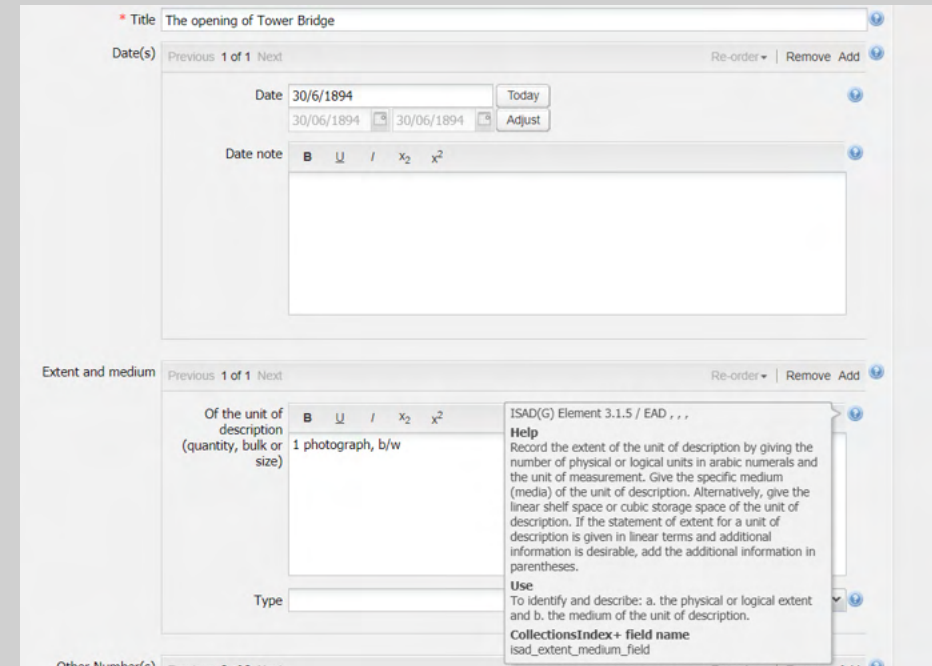 * Title The opening of Tower Bridge
Date(s) Previous 1 of 1 Next Re-order Remove Add
Date 30/6/1894 Today
30/06/1894 30/06/1894 Adjust
Date note B U I x₂ x²
Extent and medium Previous 1 of 1 Next Re-order Remove Add
Of the unit of description (quantity, bulk or size) B U I x₂ x²
1 photograph, b/w
ISAD(G) Element 3.1.5 / EAD , , ,
Help
Record the extent of the unit of description by giving the
number of physical or logical units in arabic numerals and
the unit of measurement. Give the specific medium
(media) of the unit of description. Alternatively, give the
linear shelf space or cubic storage space of the unit of
description. If the statement of extent for a unit of
description is given in linear terms and additional
information is desirable, add the additional information in
parentheses.
Use
To identify and describe: a. the physical or logical extent
and b. the medium of the unit of description.
CollectionsIndex+ field name
isad_extent_medium_field
Type
Other Number(s)